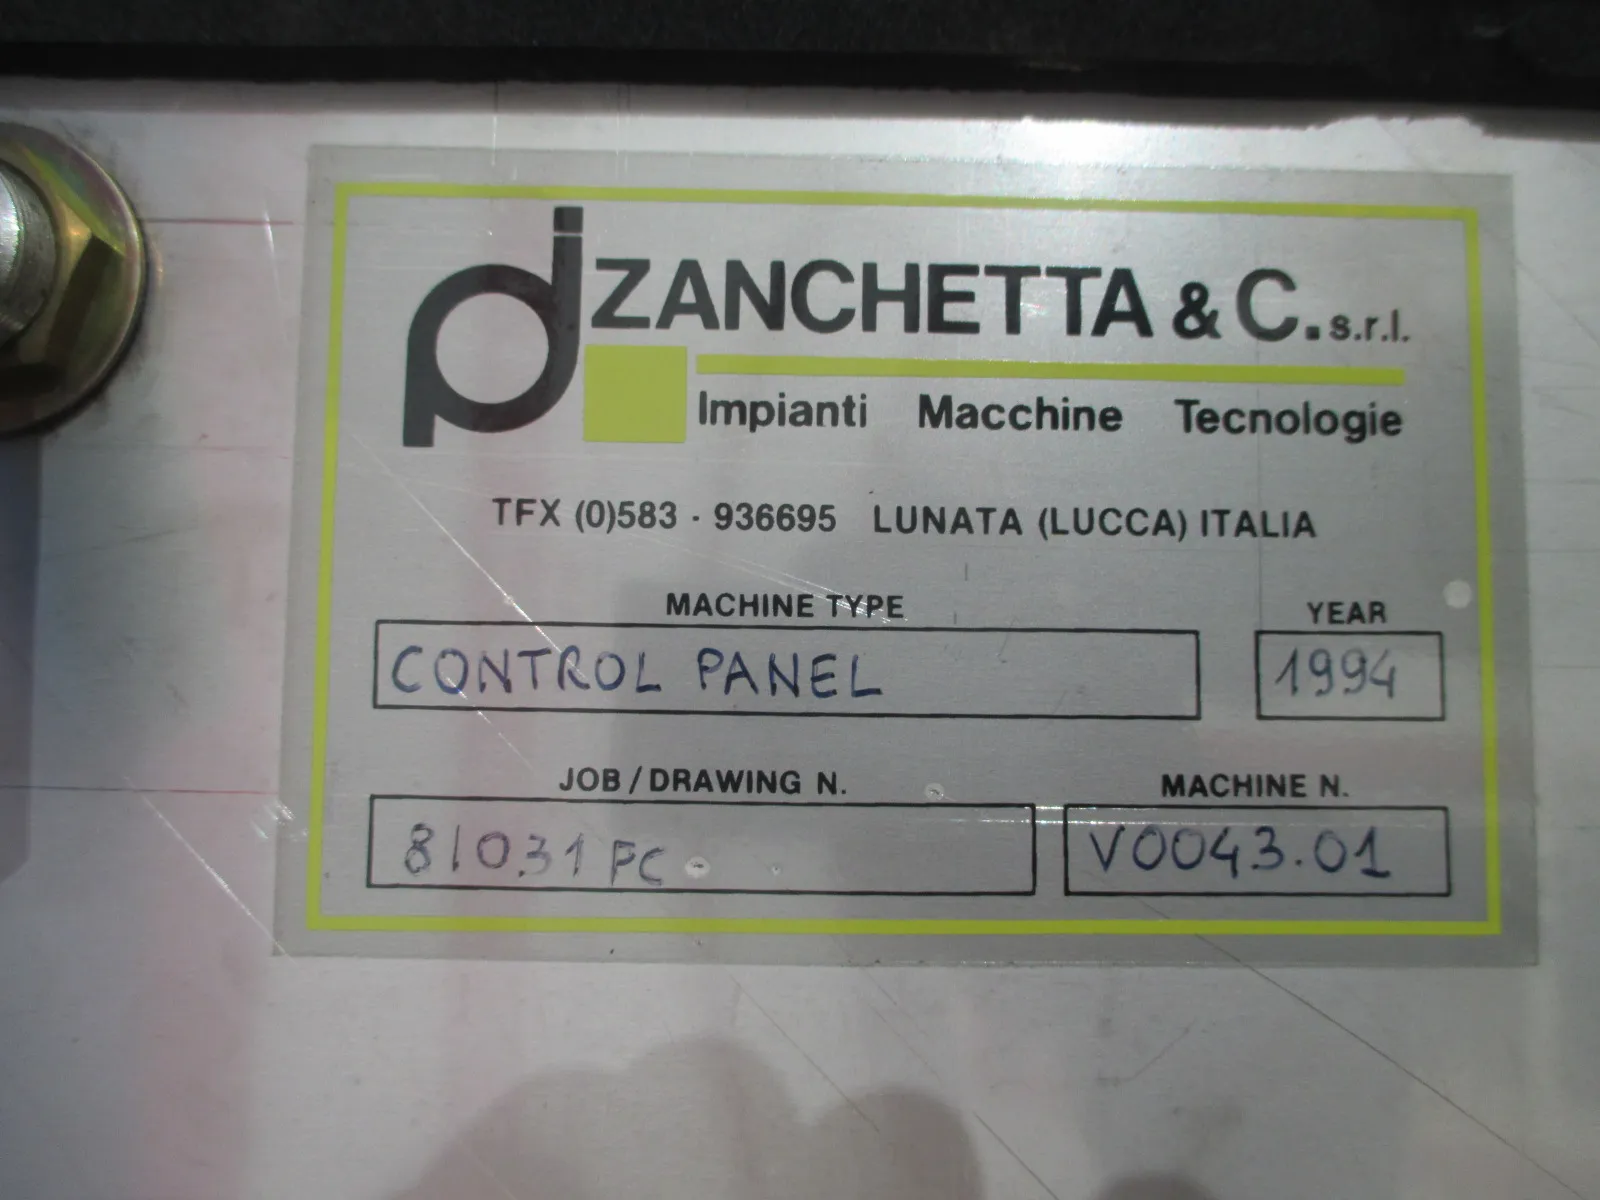 ZANCHETTA & C. s.r.l.
Impianti Macchine Tecnologie
TFX (0)583 - 936695 LUNATA (LUCCA) ITALIA
MACHINE TYPE YEAR
CONTROL PANEL 1994
JOB / DRAWING N. MACHINE N.
81031 PC V0043.01